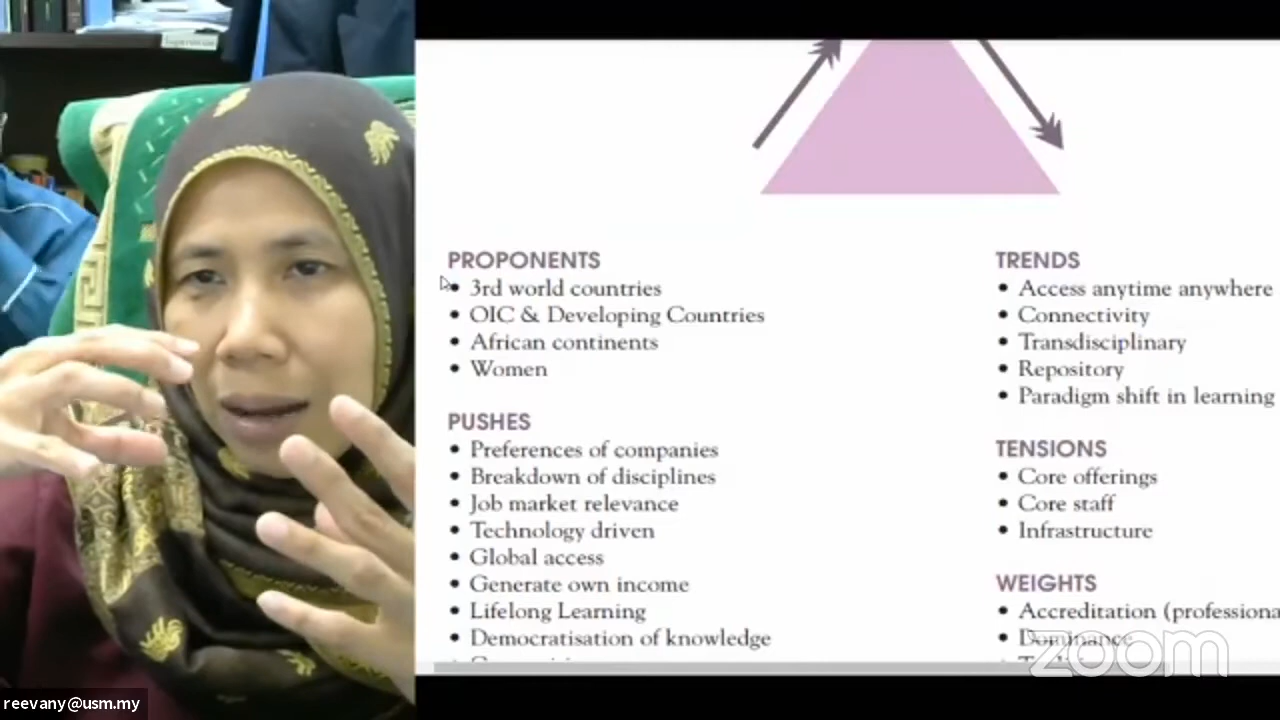 PROPONENTS
• 3rd world countries
• OIC & Developing Countries
• African continents
• Women
PUSHES
• Preferences of companies
• Breakdown of disciplines
• Job market relevance
• Technology driven
• Global access
• Generate own income
• Lifelong Learning
• Democratisation of knowledge
TRENDS
• Access anytime anywhere
• Connectivity
• Transdisciplinary
• Repository
• Paradigm shift in learning
TENSIONS
• Core offerings
• Core staff
• Infrastructure
WEIGHTS
• Accreditation (professiona
• Dominance
zoom
reevany@usm.my